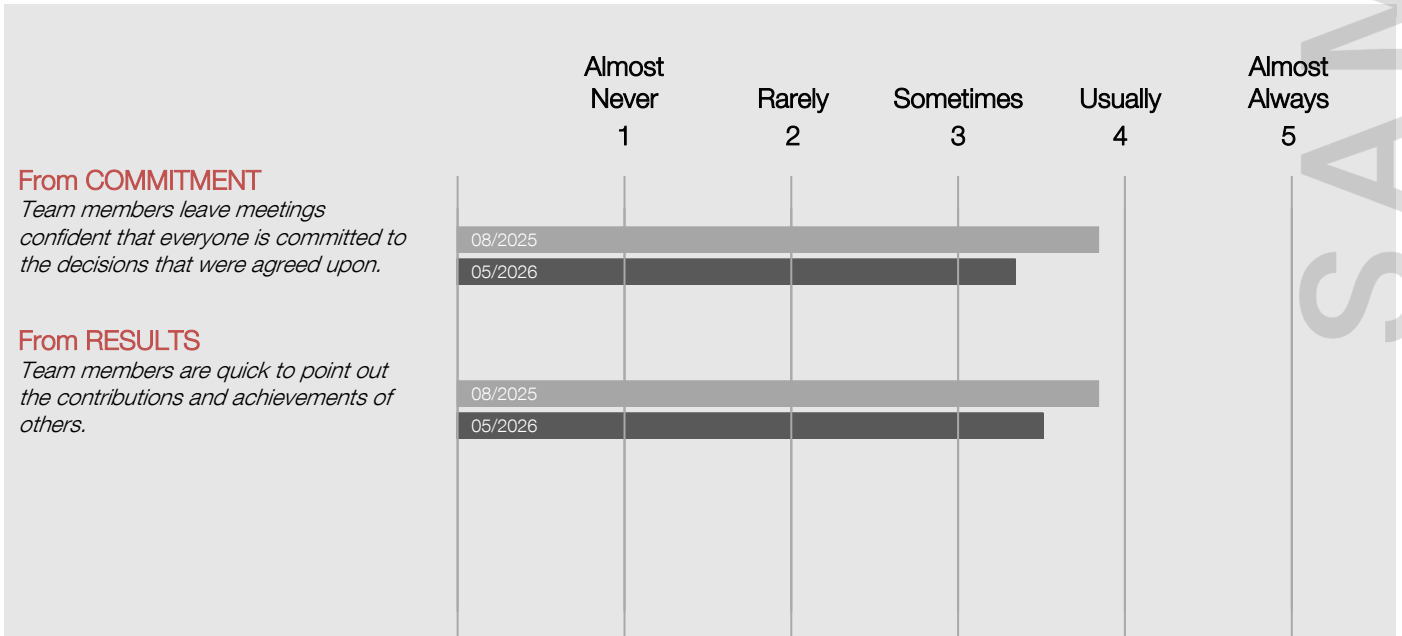 Almost
Never
Rarely
Sometimes
Usually
Almost
Always
1
2
3
4
5
From COMMITMENT
Team members leave meetings
confident that everyone is committed to
the decisions that were agreed upon.
08/2025
05/2026
From RESULTS
Team members are quick to point out
the contributions and achievements of
others.
08/2025
05/2026
SAM